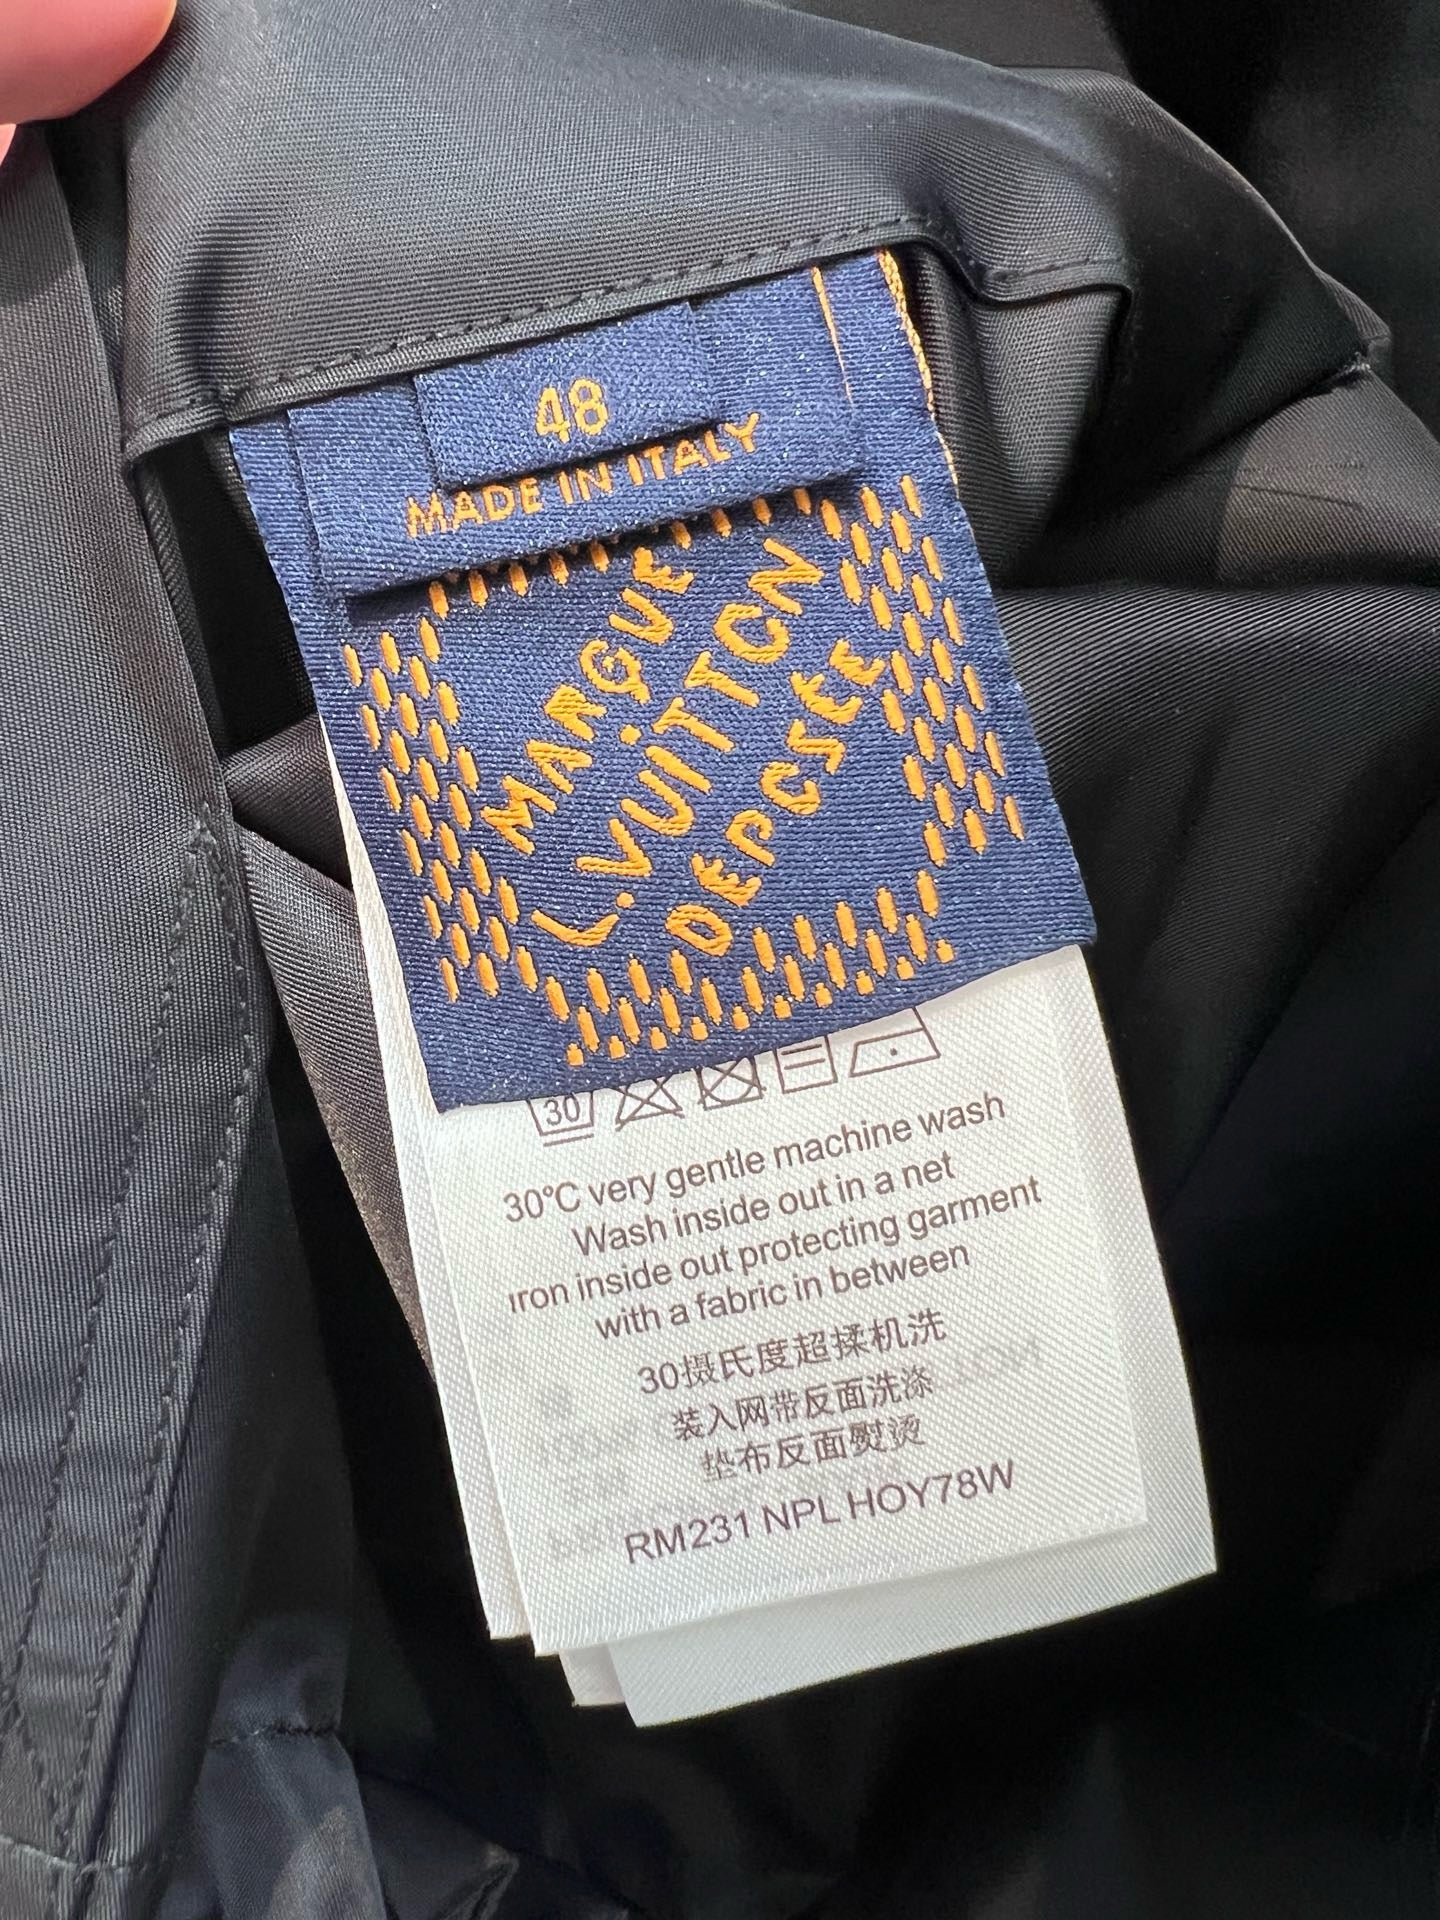 48
MADE IN ITALY
MARQUE
L.VUITTON
DEPOSEE
30
30°C very gentle machine wash
Wash inside out in a net
Iron inside out protecting garment
with a fabric in between
30摄氏度超揉机洗
装入网带反面洗涤
垫布反面熨烫
RM231 NPL HOY78W